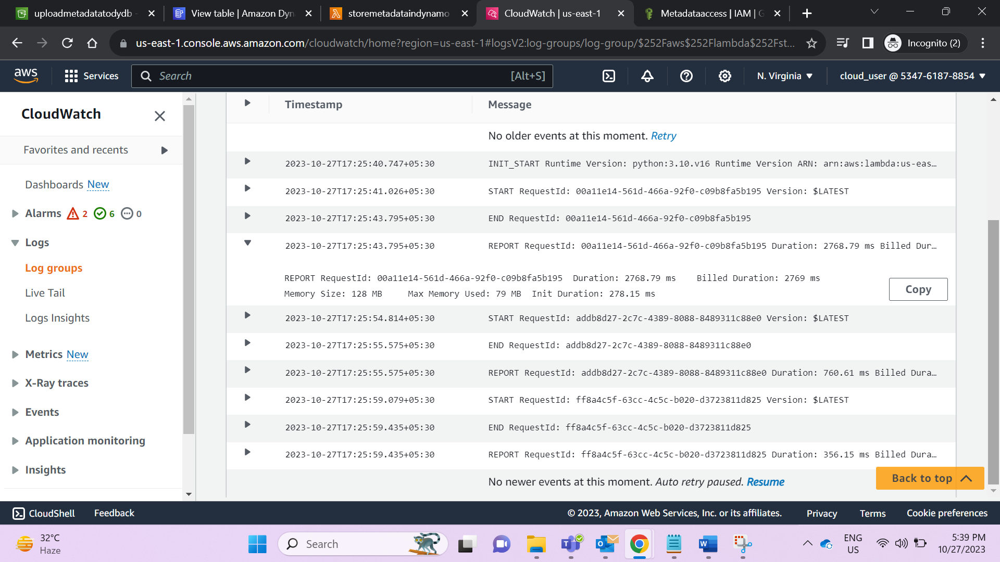 uploadmetadatatodydb
View table | Amazon Dyn
storemetadataindynamo
CloudWatch | us-east-1
Metadataaccess | IAM | G
us-east-1.console.aws.amazon.com/cloudwatch/home?region=us-east-1#logsV2:log-groups/log-group/$252Faws$252Flambda$252Fst...
Incognito (2)
aws
Services
Search
[Alt+S]
N. Virginia
cloud_user @ 5347-6187-8854
CloudWatch
Favorites and recents
Dashboards New
Alarms 2 6 0
Logs
Log groups
Live Tail
Logs Insights
Metrics New
X-Ray traces
Events
Application monitoring
Insights
Timestamp Message
No older events at this moment. Retry
2023-10-27T17:25:40.747+05:30 INIT_START Runtime Version: python:3.10.v16 Runtime Version ARN: arn:aws:lambda:us-eas…
2023-10-27T17:25:41.026+05:30 START RequestId: 00a11e14-561d-466a-92f0-c09b8fa5b195 Version: $LATEST
2023-10-27T17:25:43.795+05:30 END RequestId: 00a11e14-561d-466a-92f0-c09b8fa5b195
2023-10-27T17:25:43.795+05:30 REPORT RequestId: 00a11e14-561d-466a-92f0-c09b8fa5b195 Duration: 2768.79 ms Billed Dur…
REPORT RequestId: 00a11e14-561d-466a-92f0-c09b8fa5b195 Duration: 2768.79 ms Billed Duration: 2769 ms
Memory Size: 128 MB Max Memory Used: 79 MB Init Duration: 278.15 ms
Copy
2023-10-27T17:25:54.814+05:30 START RequestId: addb8d27-2c7c-4389-8088-8489311c88e0 Version: $LATEST
2023-10-27T17:25:55.575+05:30 END RequestId: addb8d27-2c7c-4389-8088-8489311c88e0
2023-10-27T17:25:55.575+05:30 REPORT RequestId: addb8d27-2c7c-4389-8088-8489311c88e0 Duration: 760.61 ms Billed Dura…
2023-10-27T17:25:59.079+05:30 START RequestId: ff8a4c5f-63cc-4c5c-b020-d3723811d825 Version: $LATEST
2023-10-27T17:25:59.435+05:30 END RequestId: ff8a4c5f-63cc-4c5c-b020-d3723811d825
2023-10-27T17:25:59.435+05:30 REPORT RequestId: ff8a4c5f-63cc-4c5c-b020-d3723811d825 Duration: 356.15 ms Billed Dura…
No newer events at this moment. Auto retry paused. Resume
Back to top
CloudShell
Feedback
© 2023, Amazon Web Services, Inc. or its affiliates.
Privacy
Terms
Cookie preferences
32°C
Haze
Search
ENG
US
5:39 PM
10/27/2023